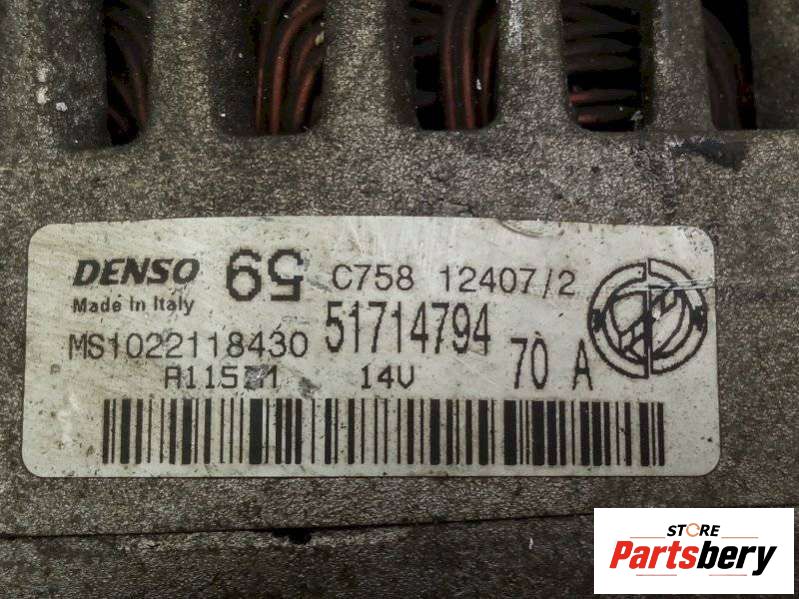 DENSO 59 C758 12407/2
Made In Italy
MS1022118430 51714794
14V 70 A
STORE
Partsbery